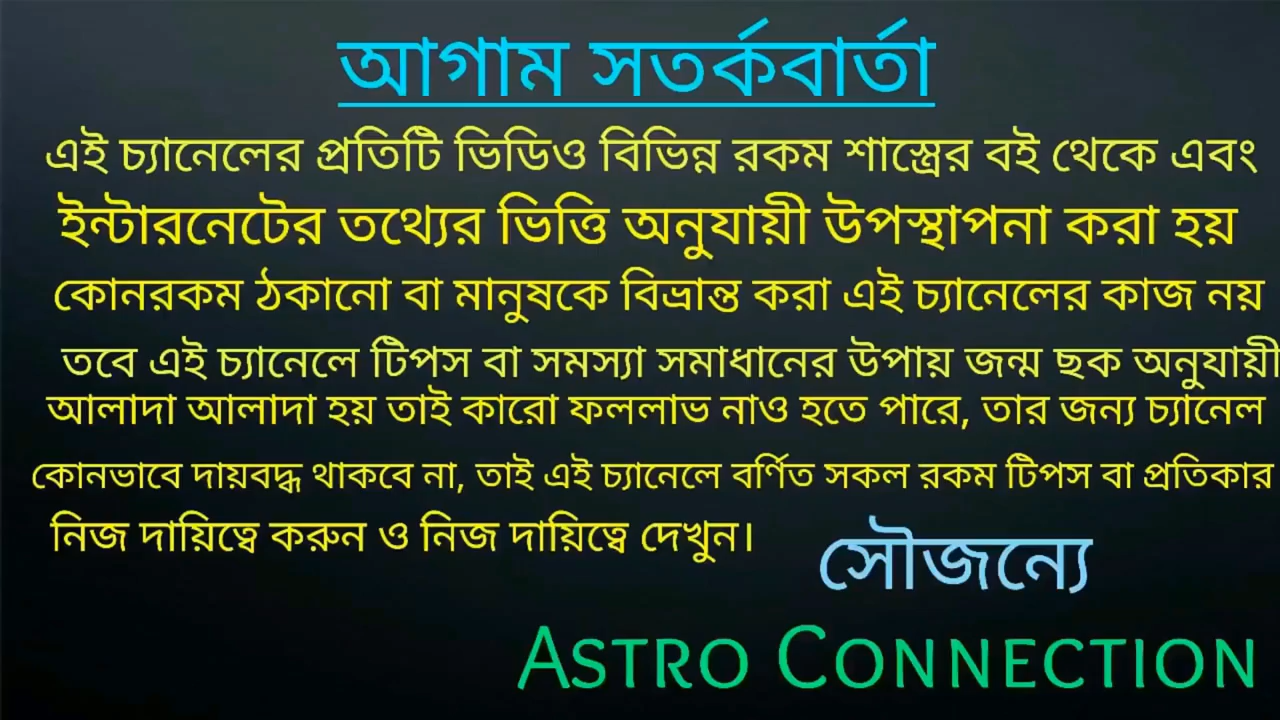 আগাম সতর্কবার্তা
এই চ্যানেলের প্রতিটি ভিডিও বিভিন্ন রকম শাস্ত্রের বই থেকে এবং
ইন্টারনেটের তথ্যের ভিত্তি অনুযায়ী উপস্থাপনা করা হয়
কোনরকম ঠকানো বা মানুষকে বিভ্রান্ত করা এই চ্যানেলের কাজ নয়
তবে এই চ্যানেলে টিপস বা সমস্যা সমাধানের উপায় জন্ম ছক অনুযায়ী
আলাদা আলাদা হয় তাই কারো ফললাভ নাও হতে পারে, তার জন্য চ্যানেল
কোনভাবে দায়বদ্ধ থাকবে না, তাই এই চ্যানেলে বর্ণিত সকল রকম টিপস বা প্রতিকার
নিজ দায়িত্বে করুন ও নিজ দায়িত্বে দেখুন।
সৌজন্যে
ASTRO CONNECTION